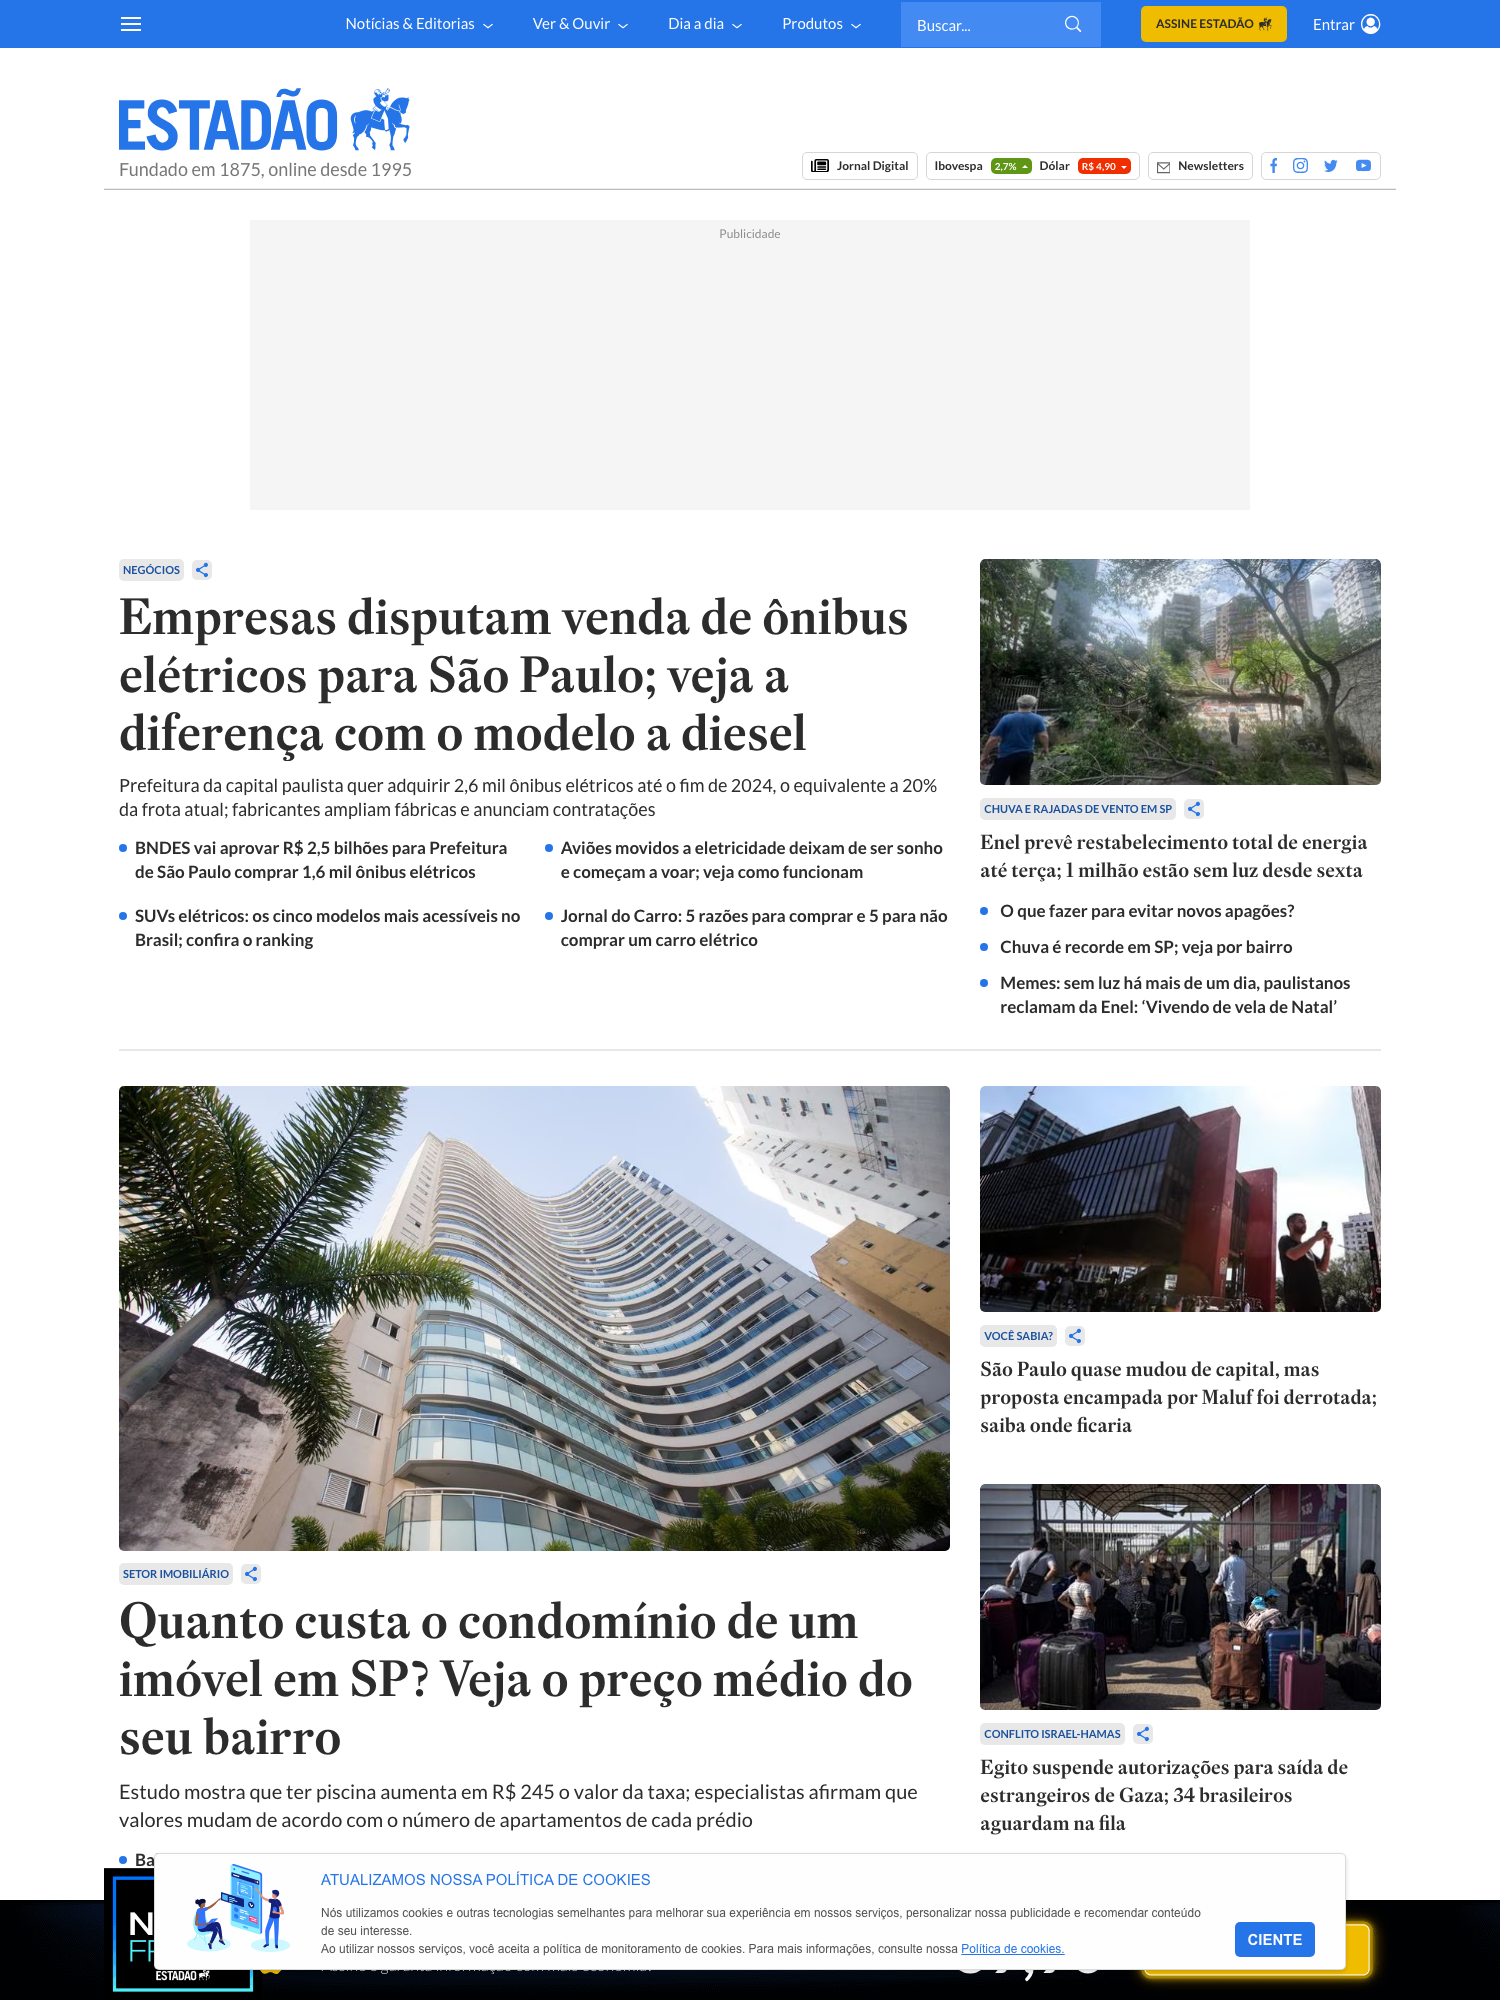 Notícias & Editorias
Ver & Ouvir
Dia a dia
Produtos
Buscar...
ASSINE ESTADÃO
Entrar
ESTADÃO
Fundado em 1875, online desde 1995
Jornal Digital
Ibovespa 2,7% Dólar R$ 4,90
Newsletters
Publicidade
NEGÓCIOS
Empresas disputam venda de ônibus
elétricos para São Paulo; veja a
diferença com o modelo a diesel
Prefeitura da capital paulista quer adquirir 2,6 mil ônibus elétricos até o fim de 2024, o equivalente a 20%
da frota atual; fabricantes ampliam fábricas e anunciam contratações
BNDES vai aprovar R$ 2,5 bilhões para Prefeitura
de São Paulo comprar 1,6 mil ônibus elétricos
Aviões movidos a eletricidade deixam de ser sonho
e começam a voar; veja como funcionam
SUVs elétricos: os cinco modelos mais acessíveis no
Brasil; confira o ranking
Jornal do Carro: 5 razões para comprar e 5 para não
comprar um carro elétrico
CHUVA E RAJADAS DE VENTO EM SP
Enel prevê restabelecimento total de energia
até terça; 1 milhão estão sem luz desde sexta
O que fazer para evitar novos apagões?
Chuva é recorde em SP; veja por bairro
Memes: sem luz há mais de um dia, paulistanos
reclamam da Enel: ‘Vivendo de vela de Natal’
SETOR IMOBILIÁRIO
Quanto custa o condomínio de um
imóvel em SP? Veja o preço médio do
seu bairro
Estudo mostra que ter piscina aumenta em R$ 245 o valor da taxa; especialistas afirmam que
valores mudam de acordo com o número de apartamentos de cada prédio
VOCÊ SABIA?
São Paulo quase mudou de capital, mas
proposta encampada por Maluf foi derrotada;
saiba onde ficaria
CONFLITO ISRAEL-HAMAS
Egito suspende autorizações para saída de
estrangeiros de Gaza; 34 brasileiros
aguardam na fila
ATUALIZAMOS NOSSA POLÍTICA DE COOKIES
Nós utilizamos cookies e outras tecnologias semelhantes para melhorar sua experiência em nossos serviços, personalizar nossa publicidade e recomendar conteúdo
de seu interesse.
Ao utilizar nossos serviços, você aceita a política de monitoramento de cookies. Para mais informações, consulte nossa Política de cookies.
CIENTE
ESTADÃO